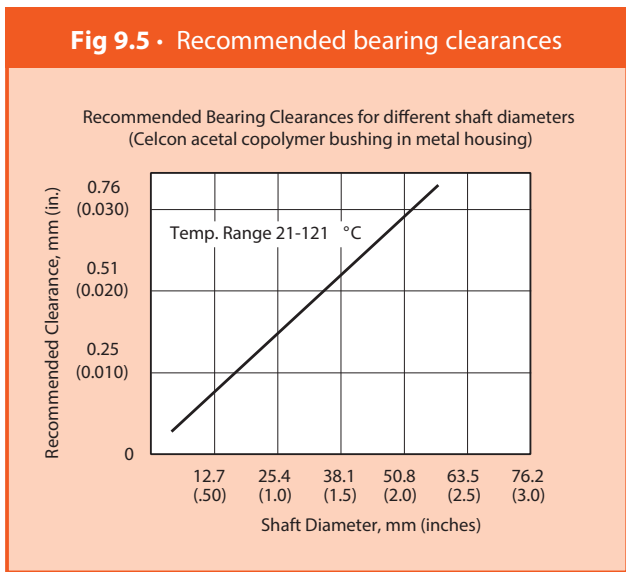 Fig 9.5 · Recommended bearing clearances
Recommended Bearing Clearances for different shaft diameters
(Celcon acetal copolymer bushing in metal housing)
Recommended Clearance, mm (in.)
0.76
(0.030)
Temp. Range 21-121 °C
0.51
(0.020)
0.25
(0.010)
0
12.7 25.4 38.1 50.8 63.5 76.2
(.50) (1.0) (1.5) (2.0) (2.5) (3.0)
Shaft Diameter, mm (inches)